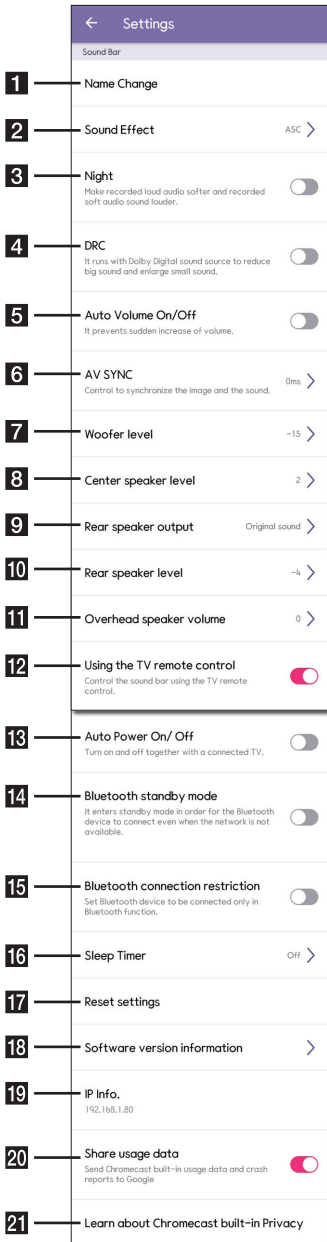 ← Settings
Sound Bar
1 Name Change
2 Sound Effect ASC >
3 Night
Make recorded loud audio softer and recorded
soft audio sound louder.
4 DRC
It runs with Dolby Digital sound source to reduce
big sound and enlarge small sound.
5 Auto Volume On/Off
It prevents sudden increase of volume.
6 AV SYNC 0ms >
Control to synchronize the image and the sound.
7 Woofer level -15 >
8 Center speaker level 2 >
9 Rear speaker output Original sound >
10 Rear speaker level -4 >
11 Overhead speaker volume 0 >
12 Using the TV remote control
Control the sound bar using the TV remote
control.
13 Auto Power On/ Off
Turn on and off together with a connected TV.
14 Bluetooth standby mode
It enters standby mode in order for the Bluetooth
device to connect even when the network is not
available.
15 Bluetooth connection restriction
Set Bluetooth device to be connected only in
Bluetooth function.
16 Sleep Timer Off >
17 Reset settings
18 Software version information >
19 IP Info.
192.168.1.80
20 Share usage data
Send Chromecast built-in usage data and crash
reports to Google
21 Learn about Chromecast built-in Privacy